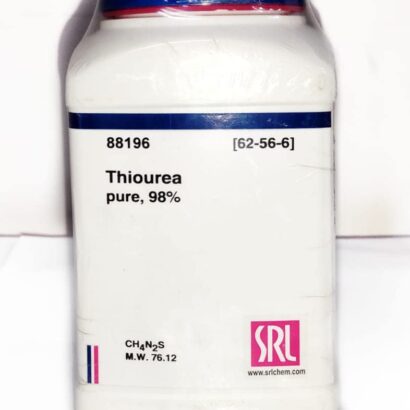 88196 [62-56-6]
Thiourea
pure, 98%
CH₄N₂S
M.W. 76.12
SRL
www.srlchem.com